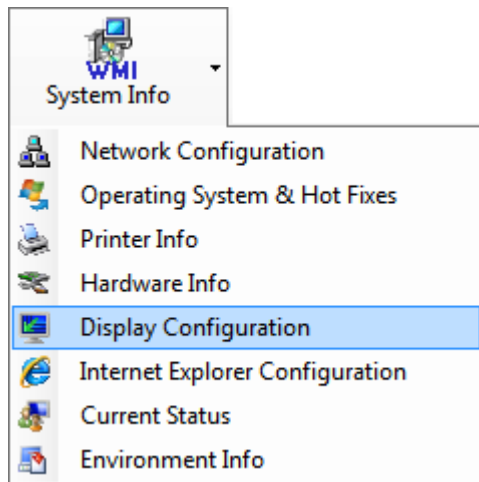 WMI
System Info
Network Configuration
Operating System & Hot Fixes
Printer Info
Hardware Info
Display Configuration
Internet Explorer Configuration
Current Status
Environment Info